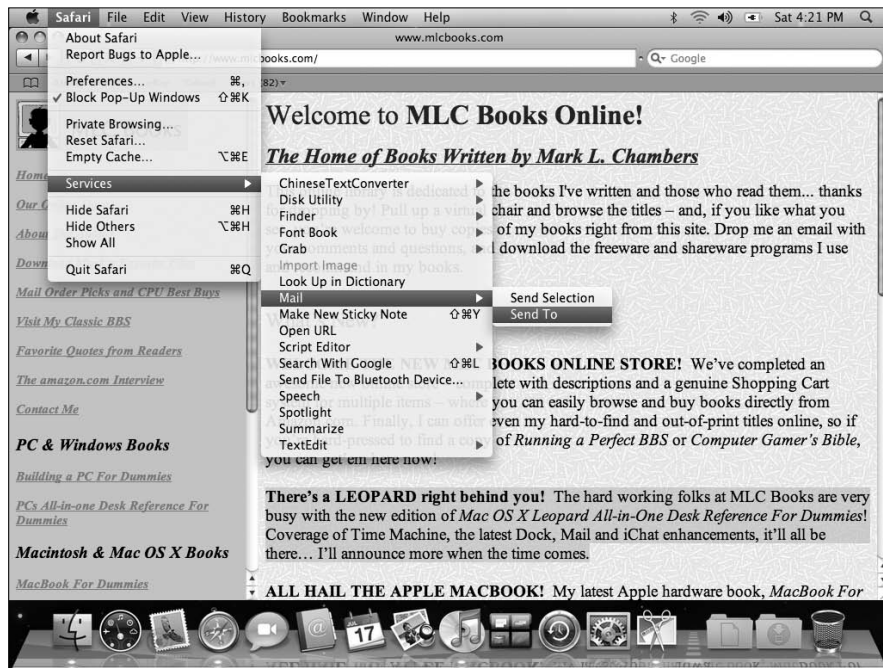 Safari File Edit View History Bookmarks Window Help Sat 4:21 PM
www.mlcbooks.com
About Safari
Report Bugs to Apple...
Preferences... ⌘,
✓ Block Pop-Up Windows ⇧⌘K
Private Browsing...
Reset Safari...
Empty Cache... ⌥⌘E
Services
Hide Safari ⌘H
Hide Others ⌥⌘H
Show All
Quit Safari ⌘Q
Google
(82)
ChineseTextConverter
Disk Utility
Finder
Font Book
Grab
Import Image
Look Up in Dictionary
Mail
Make New Sticky Note ⇧⌘Y
Open URL
Script Editor
Search With Google ⇧⌘L
Send File To Bluetooth Device...
Speech
Spotlight
Summarize
TextEdit
Send Selection
Send To
Mail Order Picks and CPU Best Buys
Visit My Classic BBS
Favorite Quotes from Readers
The amazon.com Interview
Contact Me
PC & Windows Books
Building a PC For Dummies
PCs All-in-one Desk Reference For
Dummies
Macintosh & Mac OS X Books
MacBook For Dummies
Welcome to MLC Books Online!
The Home of Books Written by Mark L. Chambers
the books I've written and those who read them... thanks
chair and browse the titles – and, if you like what you
of my books right from this site. Drop me an email with
download the freeware and shareware programs I use
in my books.
BOOKS ONLINE STORE! We've completed an
with descriptions and a genuine Shopping Cart
you can easily browse and buy books directly from
even my hard-to-find and out-of-print titles online, so if
of Running a Perfect BBS or Computer Gamer's Bible,
you can get em here now!
There's a LEOPARD right behind you! The hard working folks at MLC Books are very
busy with the new edition of Mac OS X Leopard All-in-One Desk Reference For Dummies!
Coverage of Time Machine, the latest Dock, Mail and iChat enhancements, it'll all be
there... I'll announce more when the time comes.
ALL HAIL THE APPLE MACBOOK! My latest Apple hardware book, MacBook For
17